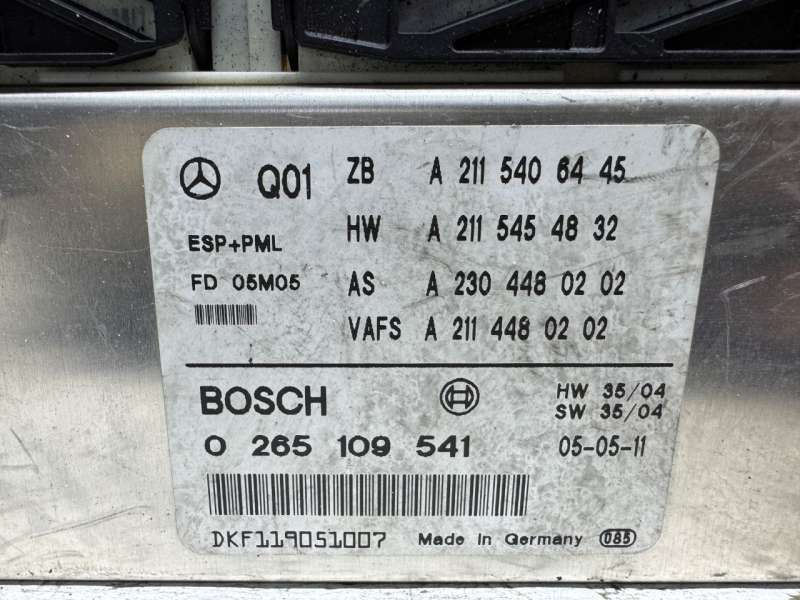 Q01
ZB A 211 540 64 45
HW A 211 545 48 32
ESP+PML
FD 05M05
AS A 230 448 02 02
VAFS A 211 448 02 02
BOSCH
HW 35/04
SW 35/04
0 265 109 541
05-05-11
DKF119051007
Made In Germany
085